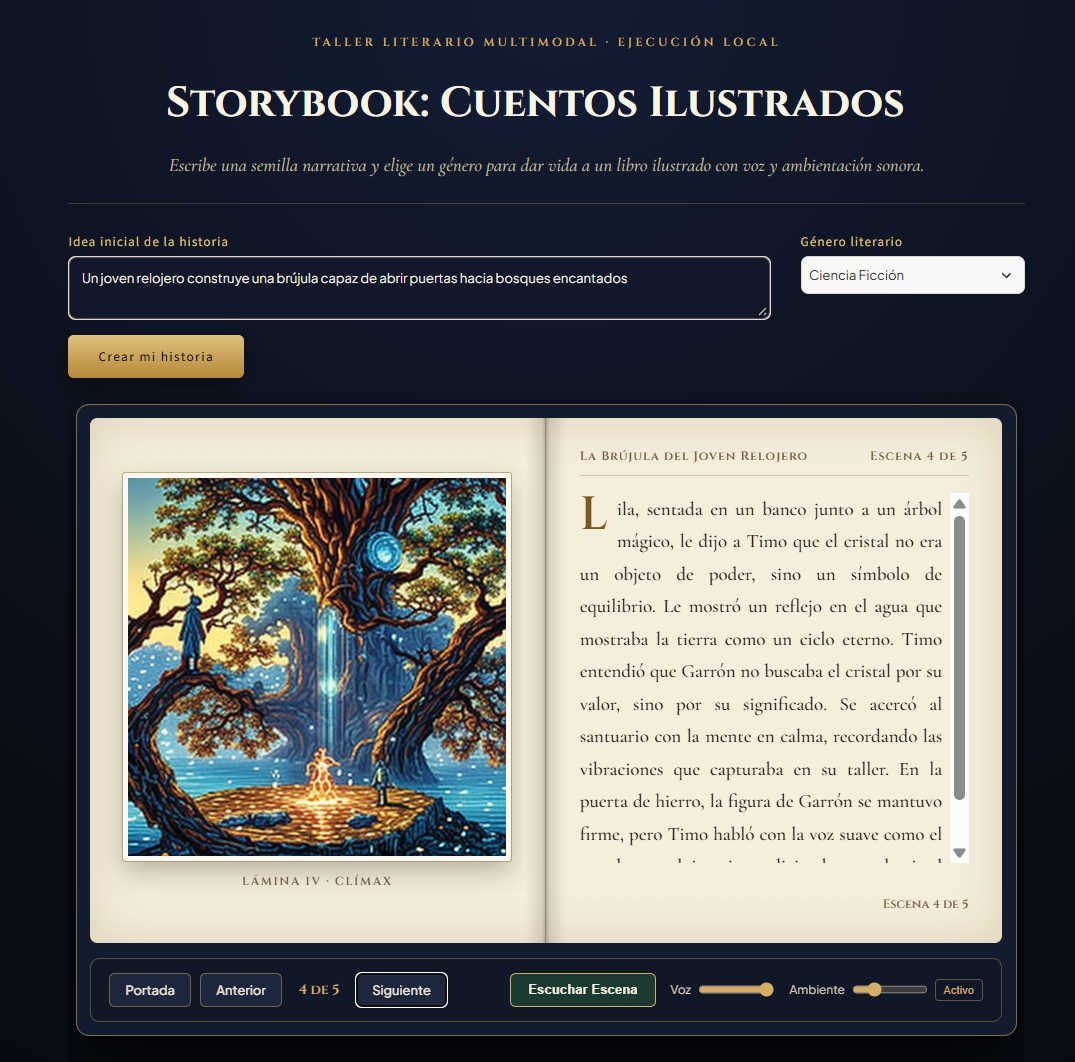 TALLER LITERARIO MULTIMODAL · EJECUCIÓN LOCAL
STORYBOOK: CUENTOS ILUSTRADOS
Escribe una semilla narrativa y elige un género para dar vida a un libro ilustrado con voz y ambientación sonora.
Idea inicial de la historia
Género literario
Un joven relojero construye una brújula capaz de abrir puertas hacia bosques encantados
Ciencia Ficción
Crear mi historia
LÁMINA IV · CLÍMAX
LA BRÚJULA DEL JOVEN RELOJERO
ESCENA 4 DE 5
Lila, sentada en un banco junto a un árbol
mágico, le dijo a Timo que el cristal no era
un objeto de poder, sino un símbolo de
equilibrio. Le mostró un reflejo en el agua que
mostraba la tierra como un ciclo eterno. Timo
entendió que Garrón no buscaba el cristal por su
valor, sino por su significado. Se acercó al
santuario con la mente en calma, recordando las
vibraciones que capturaba en su taller. En la
puerta de hierro, la figura de Garrón se mantuvo
firme, pero Timo habló con la voz suave como el
ESCENA 4 DE 5
Portada
Anterior
4 DE 5
Siguiente
Escuchar Escena
Voz
Ambiente
Activo